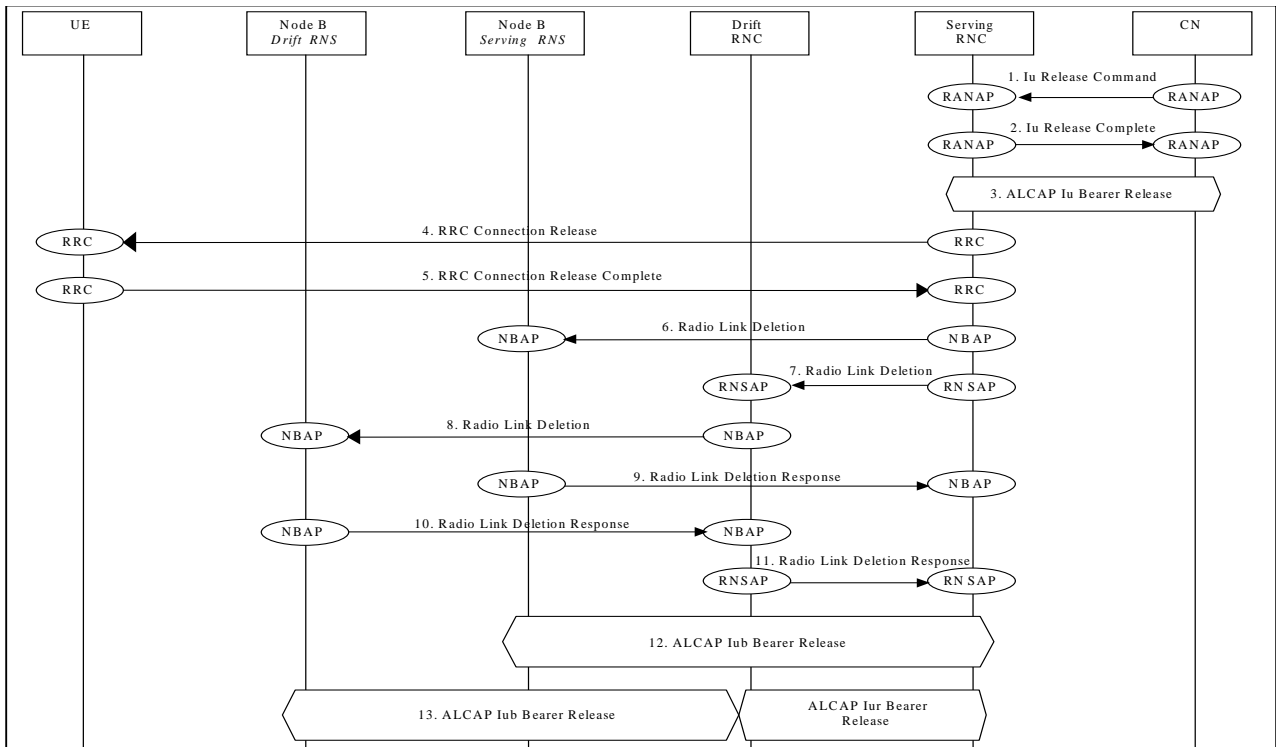 UE
Node B
Drift RNS
Node B
Serving RNS
Drift
RNC
Serving
RNC
CN
1. Iu Release Command
RANAP
RANAP
2. Iu Release Complete
RANAP
RANAP
3. ALCAP Iu Bearer Release
4. RRC Connection Release
RRC
RRC
5. RRC Connection Release Complete
RRC
RRC
6. Radio Link Deletion
NBAP
NBAP
7. Radio Link Deletion
RNSAP
RNSAP
8. Radio Link Deletion
NBAP
NBAP
9. Radio Link Deletion Response
NBAP
NBAP
10. Radio Link Deletion Response
NBAP
NBAP
11. Radio Link Deletion Response
RNSAP
RNSAP
12. ALCAP Iub Bearer Release
13. ALCAP Iub Bearer Release
ALCAP Iur Bearer
Release